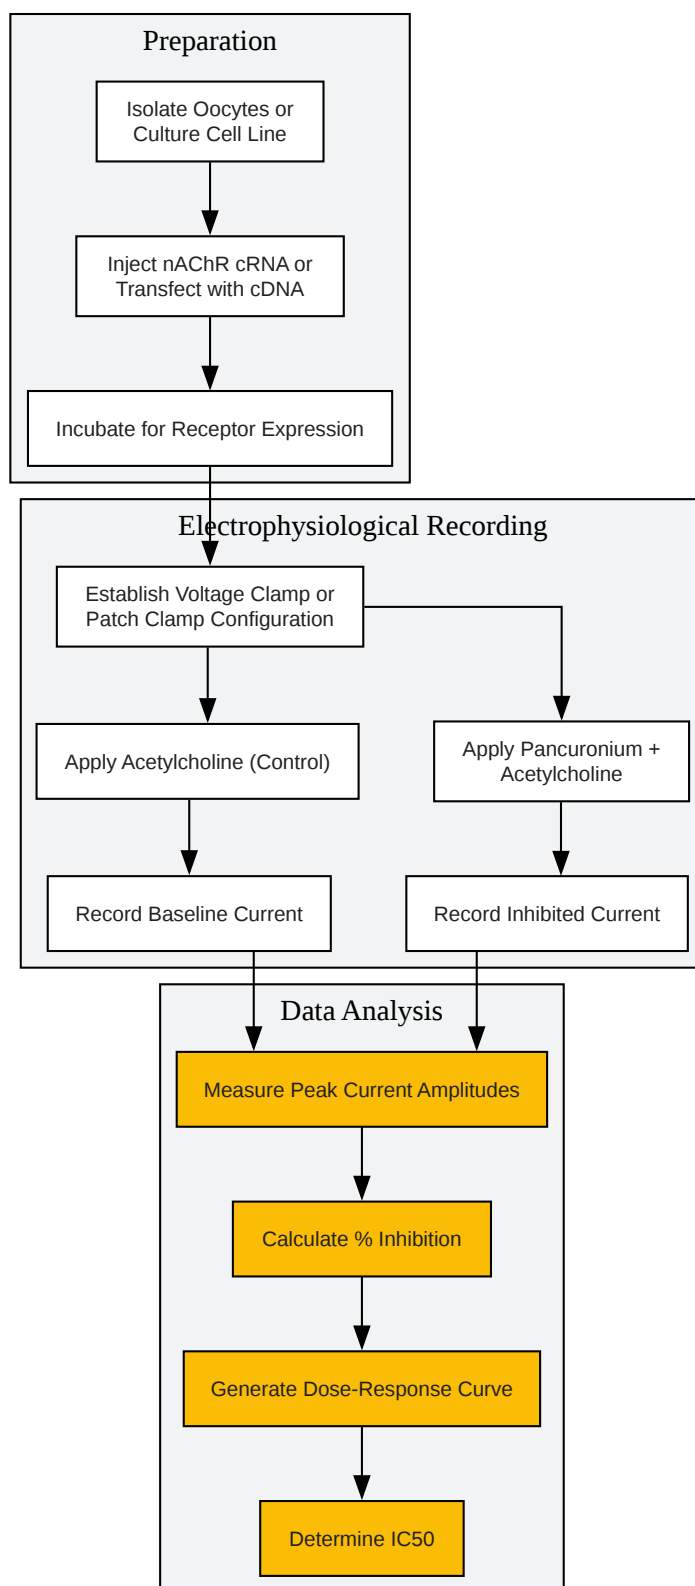 Preparation
Isolate Oocytes or
Culture Cell Line
Inject nAChR cRNA or
Transfect with cDNA
Incubate for Receptor Expression
Electrophysiological Recording
Establish Voltage Clamp or
Patch Clamp Configuration
Apply Acetylcholine (Control)
Apply Pancuronium +
Acetylcholine
Record Baseline Current
Record Inhibited Current
Data Analysis
Measure Peak Current Amplitudes
Calculate % Inhibition
Generate Dose-Response Curve
Determine IC50